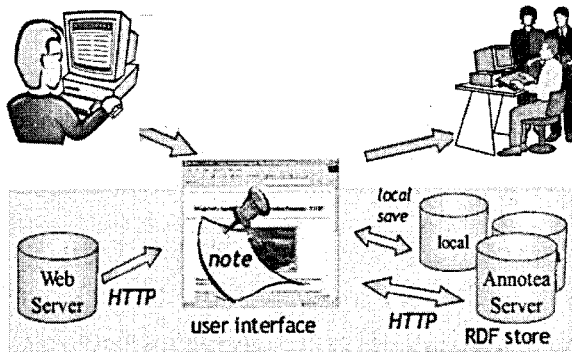 local
save
local
note
Web
Server
HTTP
Annotea
Server
HTTP
user interface
RDF store